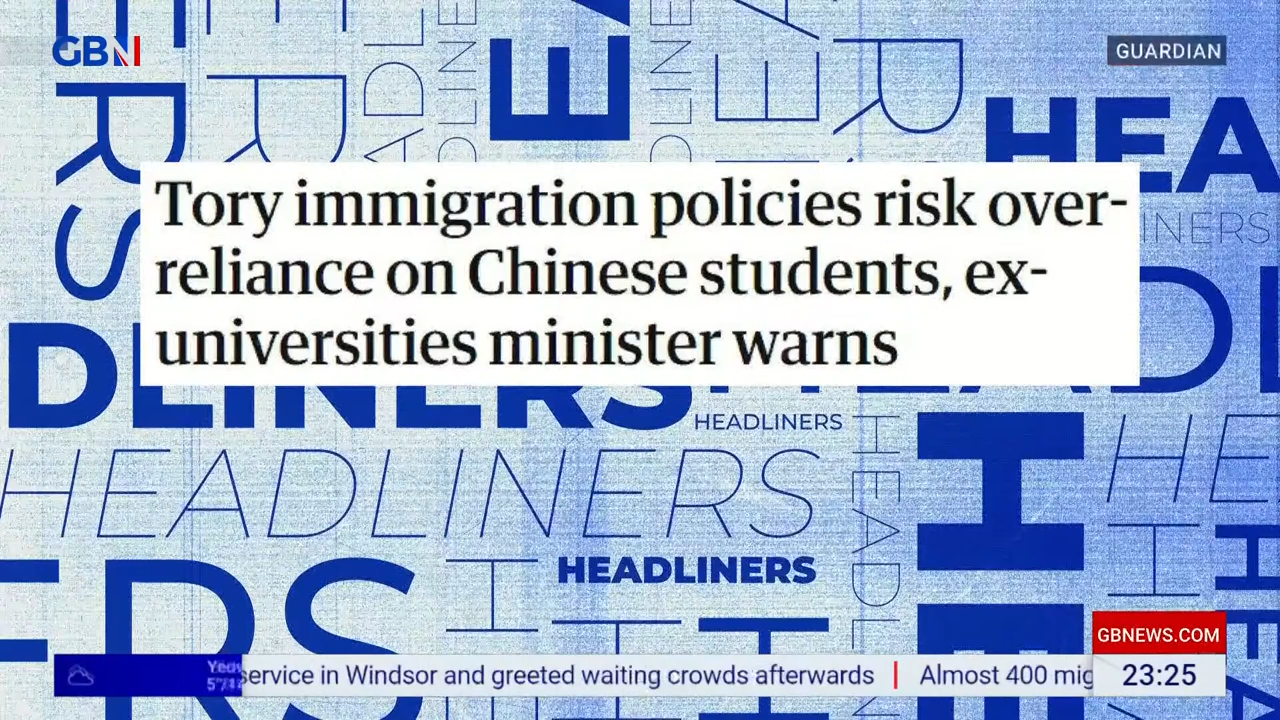 GBN
GUARDIAN
Tory immigration policies risk over-
reliance on Chinese students, ex-
universities minister warns
HEADLINERS
HEADLINERS
HEADLINERS
GBNEWS.COM
service in Windsor and greeted waiting crowds afterwards | Almost 400 mig
23:25